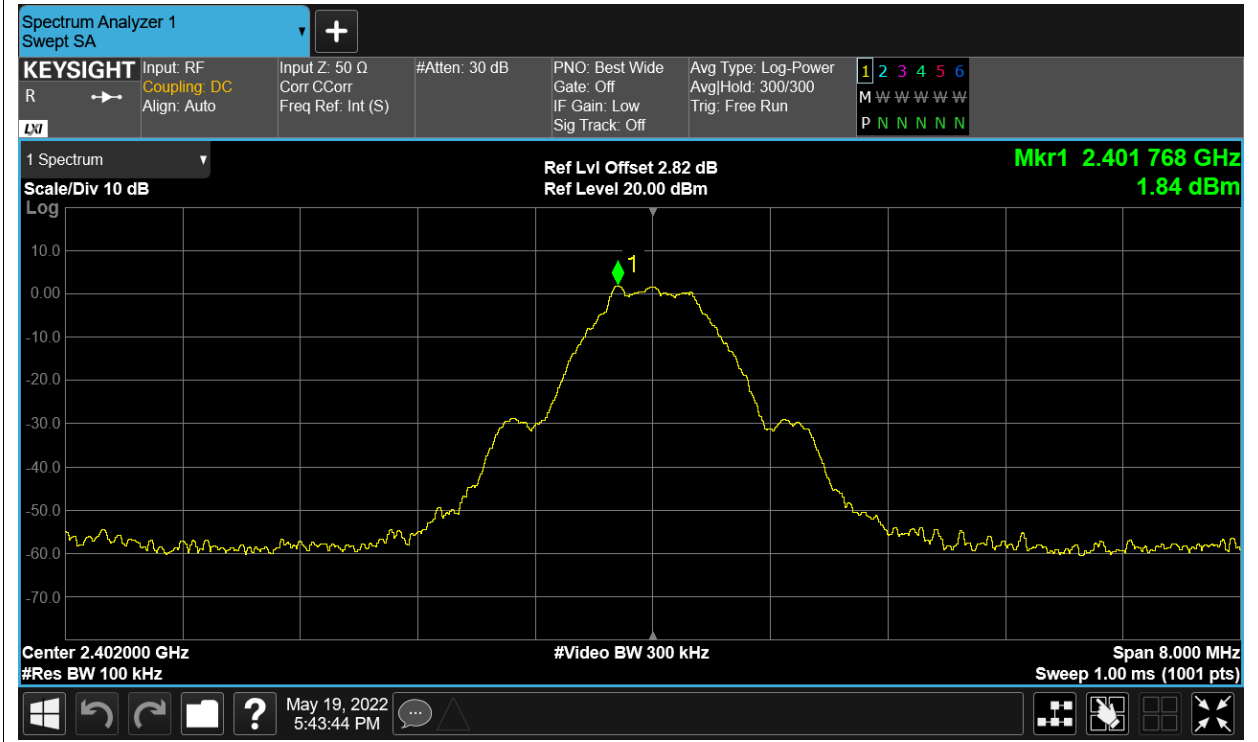 Spectrum Analyzer 1
Swept SA
KEYSIGHT
R
LXI
Input: RF
Coupling: DC
Align: Auto
Input Z: 50 Ω
Corr CCorr
Freq Ref: Int (S)
#Atten: 30 dB
PNO: Best Wide
Gate: Off
IF Gain: Low
Sig Track: Off
Avg Type: Log-Power
Avg|Hold: 300/300
Trig: Free Run
1 2 3 4 5 6
M W W W W W
P N N N N N
1 Spectrum
Scale/Div 10 dB
Log
Ref Lvl Offset 2.82 dB
Ref Level 20.00 dBm
Mkr1 2.401 768 GHz
1.84 dBm
10.0
1
0.00
-10.0
-20.0
-30.0
-40.0
-50.0
-60.0
-70.0
Center 2.402000 GHz
#Res BW 100 kHz
#Video BW 300 kHz
Span 8.000 MHz
Sweep 1.00 ms (1001 pts)
?
May 19, 2022
5:43:44 PM